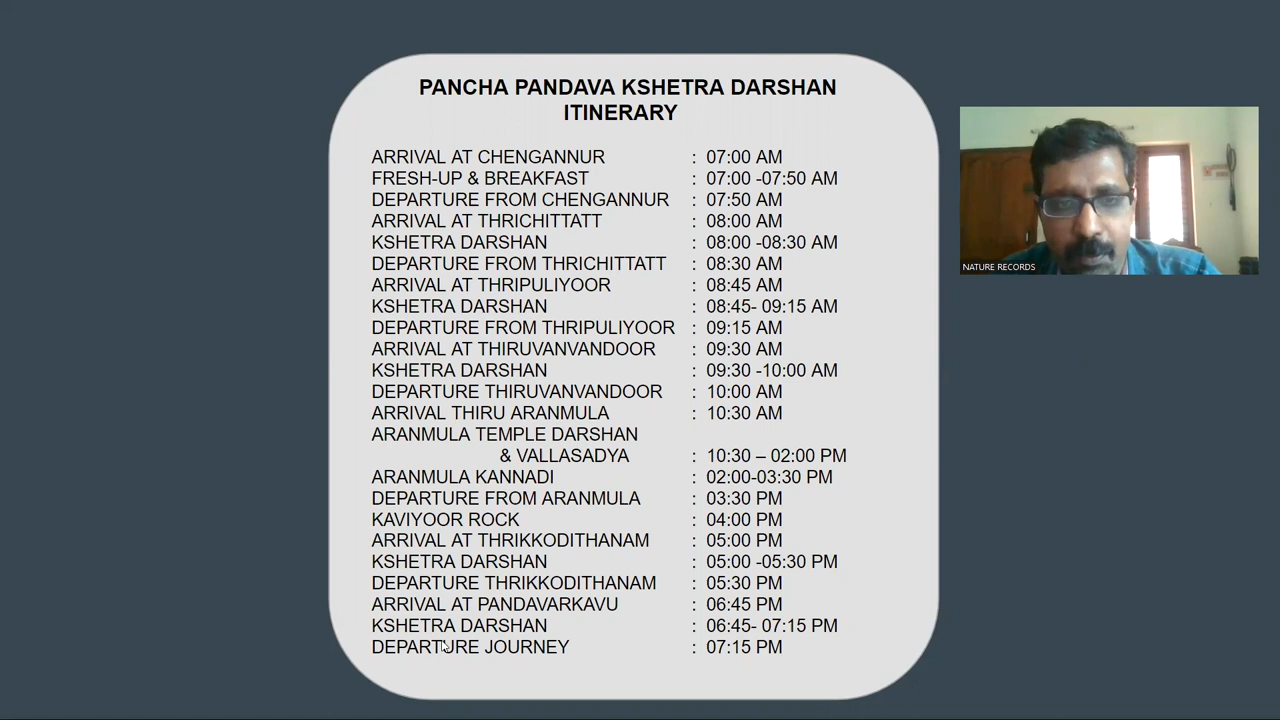 PANCHA PANDAVA KSHETRA DARSHAN
ITINERARY
ARRIVAL AT CHENGANNUR : 07:00 AM
FRESH-UP & BREAKFAST : 07:00 -07:50 AM
DEPARTURE FROM CHENGANNUR : 07:50 AM
ARRIVAL AT THRICHITTATT : 08:00 AM
KSHETRA DARSHAN : 08:00 -08:30 AM
DEPARTURE FROM THRICHITTATT : 08:30 AM
ARRIVAL AT THRIPULIYOOR : 08:45 AM
KSHETRA DARSHAN : 08:45- 09:15 AM
DEPARTURE FROM THRIPULIYOOR : 09:15 AM
ARRIVAL AT THIRUVANVANDOOR : 09:30 AM
KSHETRA DARSHAN : 09:30 -10:00 AM
DEPARTURE THIRUVANVANDOOR : 10:00 AM
ARRIVAL THIRU ARANMULA : 10:30 AM
ARANMULA TEMPLE DARSHAN
& VALLASADYA : 10:30 – 02:00 PM
ARANMULA KANNADI : 02:00-03:30 PM
DEPARTURE FROM ARANMULA : 03:30 PM
KAVIYOOR ROCK : 04:00 PM
ARRIVAL AT THRIKKODITHANAM : 05:00 PM
KSHETRA DARSHAN : 05:00 -05:30 PM
DEPARTURE THRIKKODITHANAM : 05:30 PM
ARRIVAL AT PANDAVARKAVU : 06:45 PM
KSHETRA DARSHAN : 06:45- 07:15 PM
DEPARTURE JOURNEY : 07:15 PM
NATURE RECORDS